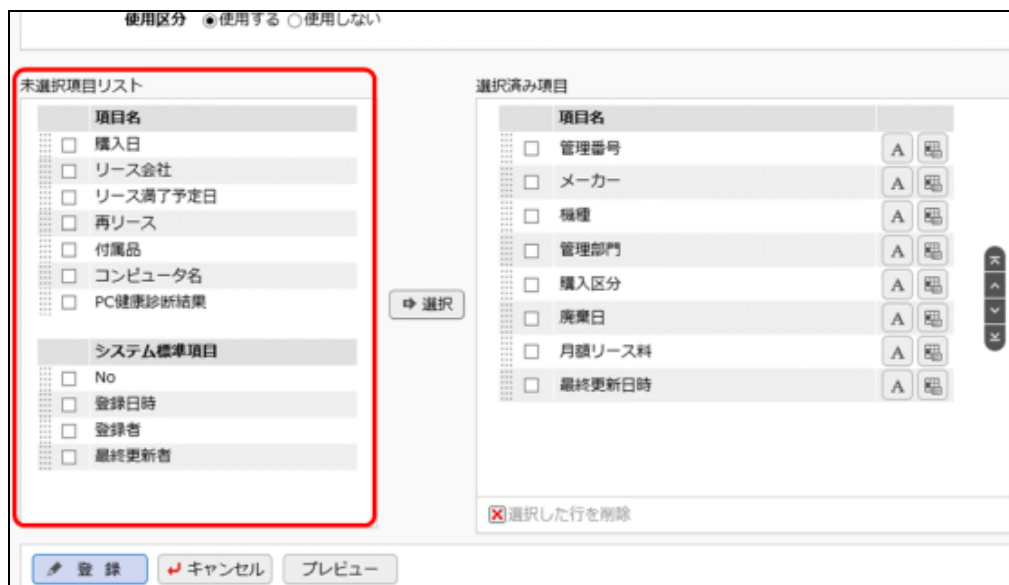 使用区分 使用する 使用しない
未選択項目リスト
項目名
購入日
リース会社
リース満了予定日
再リース
付属品
コンピュータ名
PC健康診断結果
システム標準項目
No
登録日時
登録者
最終更新者
選択
選択済み項目
項目名
管理番号 A
メーカー A
機種 A
管理部門 A
購入区分 A
廃棄日 A
月額リース料 A
最終更新日時 A
選択した行を削除
登録 キャンセル プレビュー